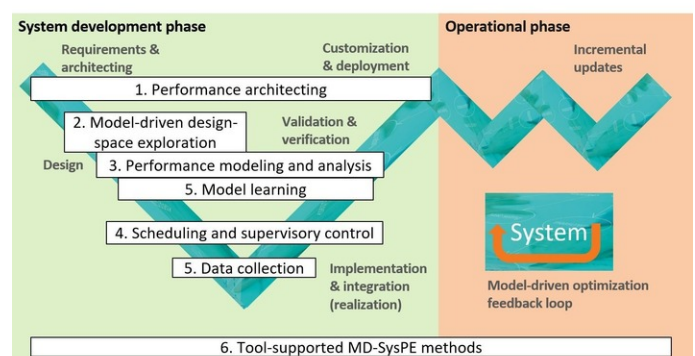 System development phase
Operational phase
Requirements &
architecting
Customization
& deployment
Incremental
updates
1. Performance architecting
2. Model-driven design-
space exploration
Validation &
verification
Design
3. Performance modeling and analysis
5. Model learning
4. Scheduling and supervisory control
5. Data collection
Implementation
& integration
(realization)
System
Model-driven optimization
feedback loop
6. Tool-supported MD-SysPE methods